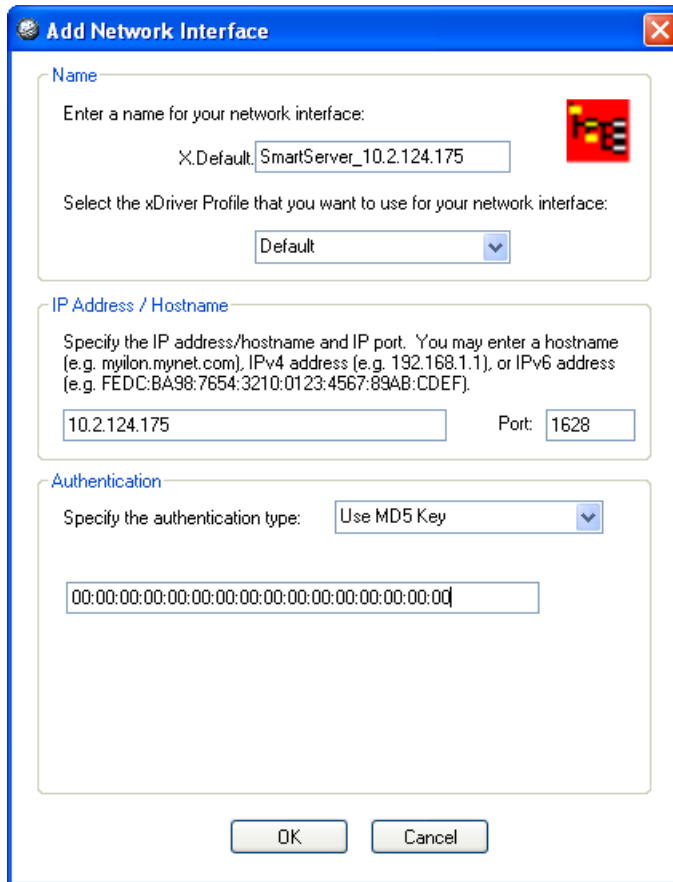 Add Network Interface
Name
Enter a name for your network interface:
X.Default. SmartServer_10.2.124.175
Select the xDriver Profile that you want to use for your network interface:
Default
IP Address / Hostname
Specify the IP address/hostname and IP port. You may enter a hostname
(e.g. myilon.mynet.com), IPv4 address (e.g. 192.168.1.1), or IPv6 address
(e.g. FEDC:BA98:7654:3210:0123:4567:89AB:CDEF).
10.2.124.175 Port: 1628
Authentication
Specify the authentication type: Use MD5 Key
00:00:00:00:00:00:00:00:00:00:00:00:00:00:00:00
OK Cancel